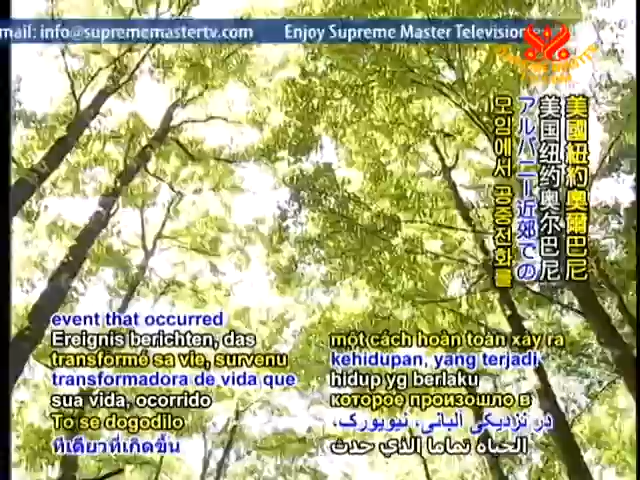 mail: info@suprememastertv.com Enjoy Supreme Master Television
美國紐約奧爾巴尼
美国纽约奥尔巴尼
アルバニー近郊での
모임에서 공중전화를
event that occurred
Ereignis berichten, das
transformé sa vie, survenu
transformadora de vida que
sua vida, ocorrido
To se dogodilo
ทีเดียวที่เกิดขึ้น
một cách hoàn toàn xảy ra
kehidupan, yang terjadi
hidup yg berlaku
которое произошло в
در نزدیکی آلبانی، نیویورک،
الحياة تماما الذي حدث